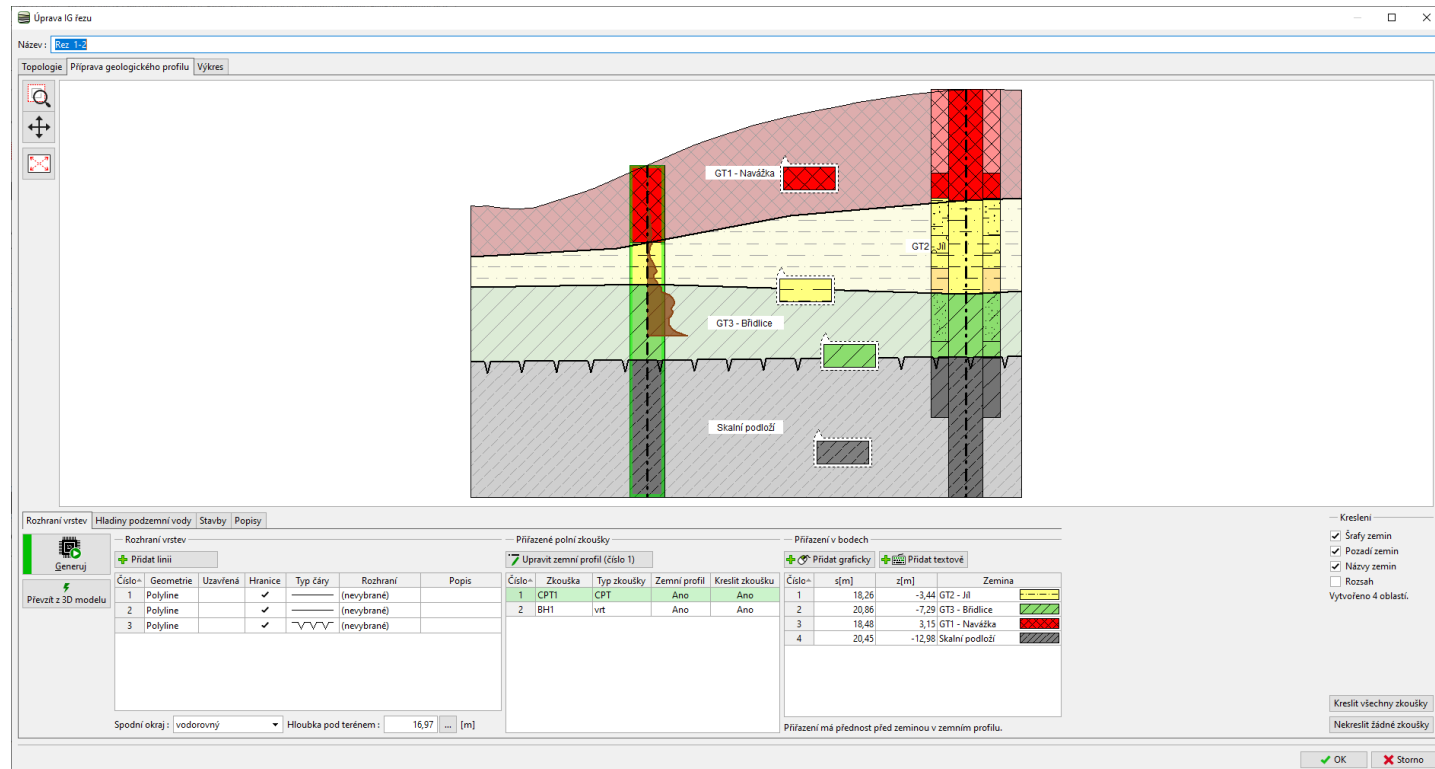 Úprava IG řezu
Název : Rez 1-2
Topologie Příprava geologického profilu Výkres
GT1 - Navážka
GT2 - Jíl
GT3 - Břidlice
Skalní podloží
Rozhraní vrstev Hladiny podzemní vody Stavby Popisy
Generuj
Převzít z 3D modelu
Rozhraní vrstev
Přidat linii
Číslo Geometrie Uzavřená Hranice Typ čáry Rozhraní Popis
1 Polyline (nevybrané)
2 Polyline (nevybrané)
3 Polyline (nevybrané)
Spodní okraj : vodorovný Hloubka pod terénem : 16,97 ... [m]
Přiřazené polní zkoušky
Upravit zemní profil (číslo 1)
Číslo Zkouška Typ zkoušky Zemní profil Kreslit zkoušku
1 CPT1 CPT Ano Ano
2 BH1 vrt Ano Ano
Přiřazení v bodech
Přidat graficky Přidat textově
Číslo s[m] z[m] Zemina
1 18,26 -3,44 GT2 - Jíl
2 20,86 -7,29 GT3 - Břidlice
3 18,48 3,15 GT1 - Navážka
4 20,45 -12,98 Skalní podloží
Přiřazení má přednost před zeminou v zemním profilu.
Kreslení
Šrafy zemin
Pozadí zemin
Názvy zemin
Rozsah
Vytvořeno 4 oblastí.
Kreslit všechny zkoušky
Nekreslit žádné zkoušky
OK Storno